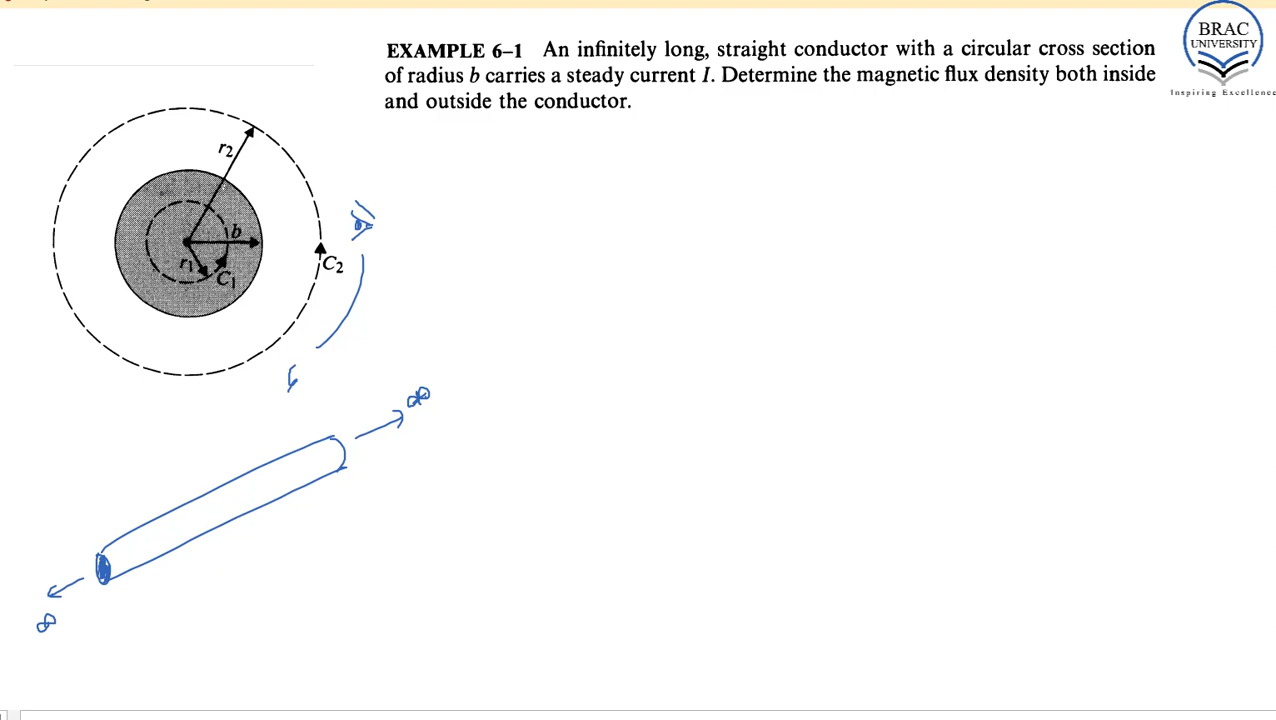 EXAMPLE 6–1 An infinitely long, straight conductor with a circular cross section
of radius b carries a steady current I. Determine the magnetic flux density both inside
and outside the conductor.
BRAC
UNIVERSITY
Inspiring Excellence
r2
b
r1
C1
C2
∞
∞